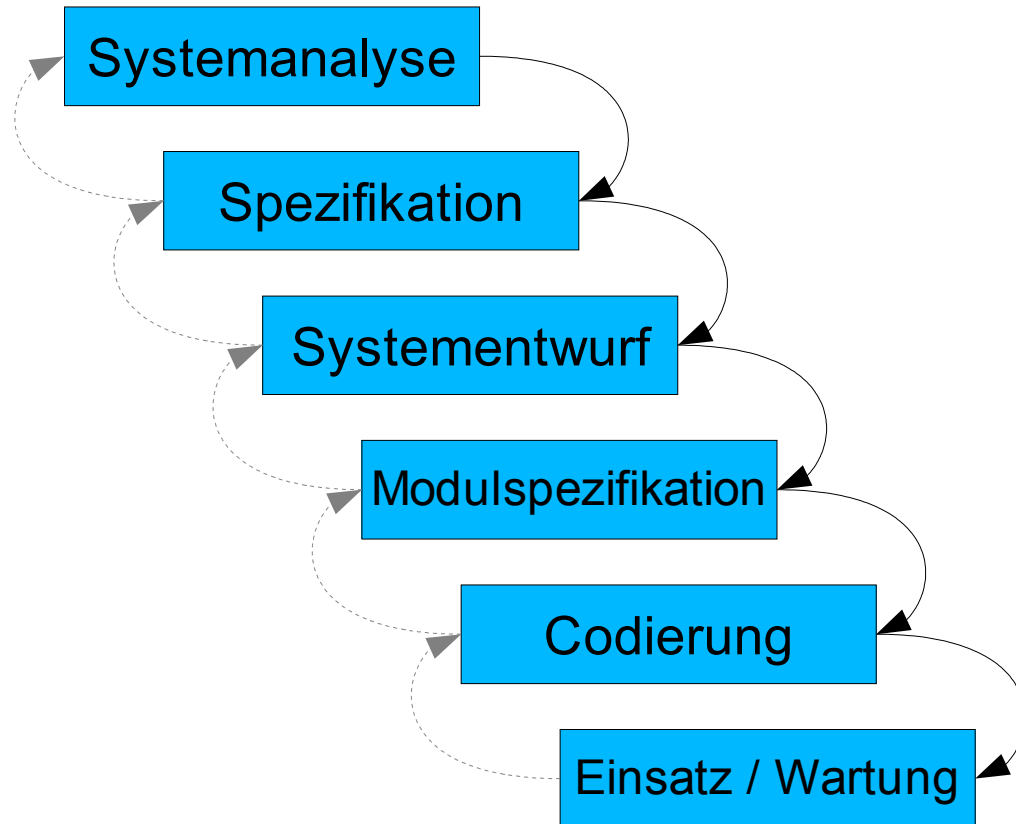 Systemanalyse
Spezifikation
Systementwurf
Modulspezifikation
Codierung
Einsatz / Wartung